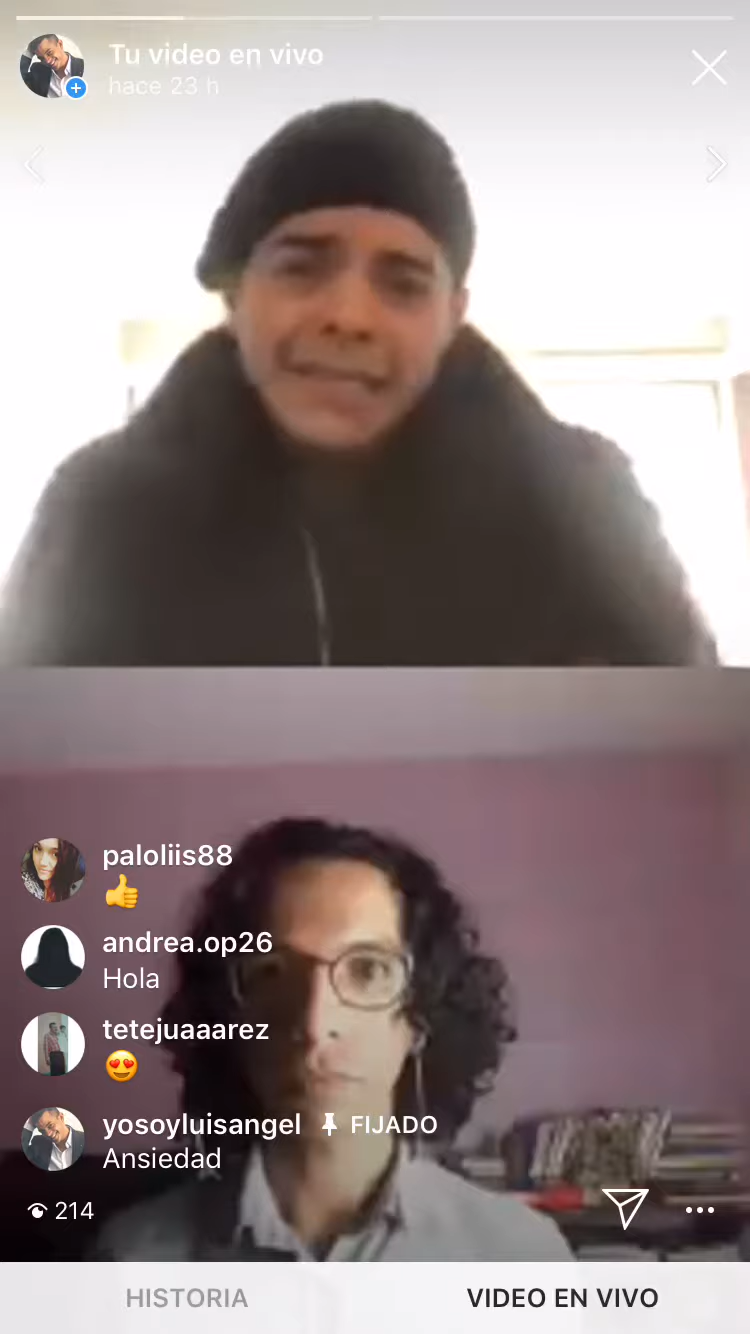 Tu video en vivo
hace 23 h
paloliis88
👍
andrea.op26
Hola
tetejuaaarez
😍
yosoyluisangel FIJADO
Ansiedad
214
HISTORIA
VIDEO EN VIVO